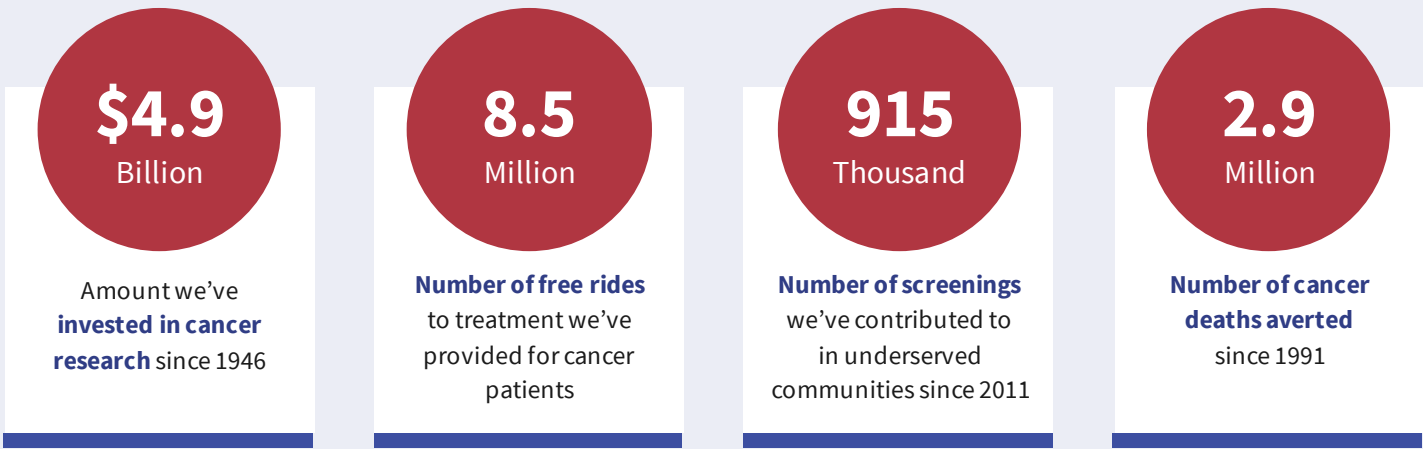 $4.9
Billion
Amount we've
invested in cancer
research since 1946
8.5
Million
Number of free rides
to treatment we've
provided for cancer
patients
915
Thousand
Number of screenings
we've contributed to
in underserved
communities since 2011
2.9
Million
Number of cancer
deaths averted
since 1991